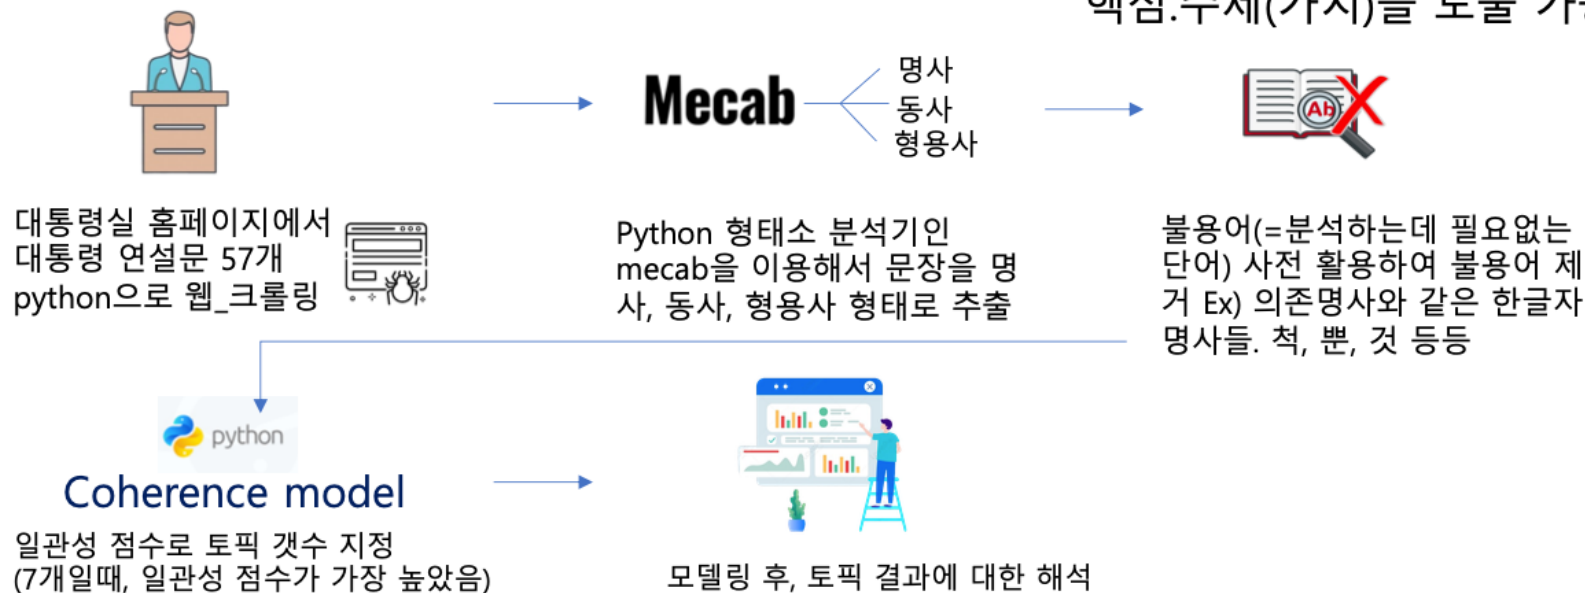 명사
Mecab
동사
형용사
Ab
대통령실 홈페이지에서
대통령 연설문 57개
python으로 웹_크롤링
Python 형태소 분석기인
mecab을 이용해서 문장을 명
사, 동사, 형용사 형태로 추출
불용어(=분석하는데 필요없는
단어) 사전 활용하여 불용어 제
거 Ex) 의존명사와 같은 한글자
명사들. 척, 뿐, 것 등등
python
Coherence model
일관성 점수로 토픽 갯수 지정
(7개일때, 일관성 점수가 가장 높았음)
모델링 후, 토픽 결과에 대한 해석